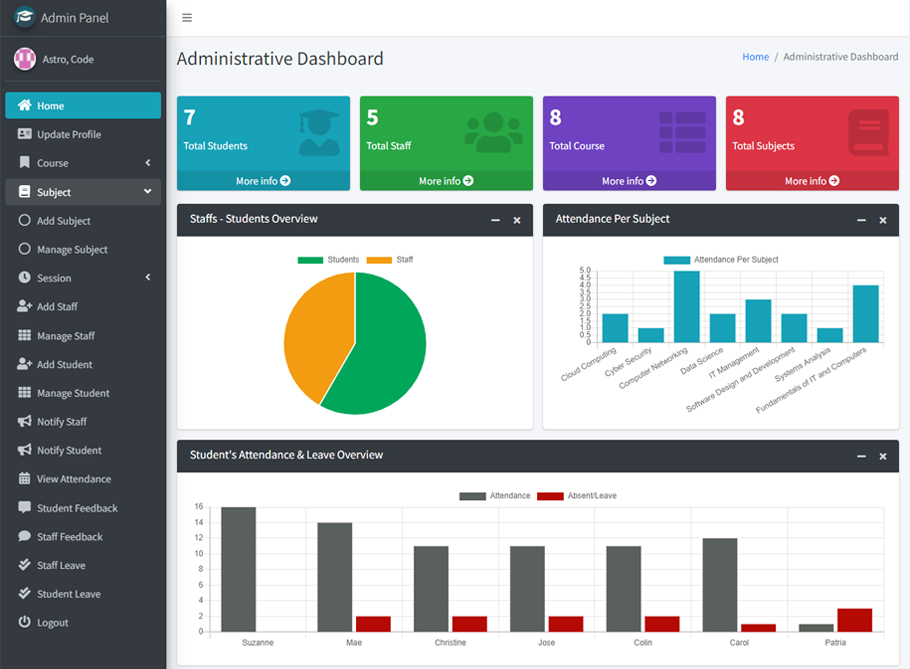 Admin Panel
Astro, Code
Home
Update Profile
Course
Subject
Add Subject
Manage Subject
Session
Add Staff
Manage Staff
Add Student
Manage Student
Notify Staff
Notify Student
View Attendance
Student Feedback
Staff Feedback
Staff Leave
Student Leave
Logout
Administrative Dashboard
Home / Administrative Dashboard
7
Total Students
More info
5
Total Staff
More info
8
Total Course
More info
8
Total Subjects
More info
Staffs - Students Overview
Students Staff
Attendance Per Subject
Attendance Per Subject
5.0
4.5
4.0
3.5
3.0
2.5
2.0
1.5
1.0
0.5
0
Cloud Computing
Cyber Security
Computer Networking
Data Science
IT Management
Software Design and Development
Systems Analysis
Fundamentals of IT and Computers
Student's Attendance & Leave Overview
Attendance Absent/Leave
16
14
12
10
8
6
4
2
0
Suzanne Mae Christine Jose Colin Carol Patria